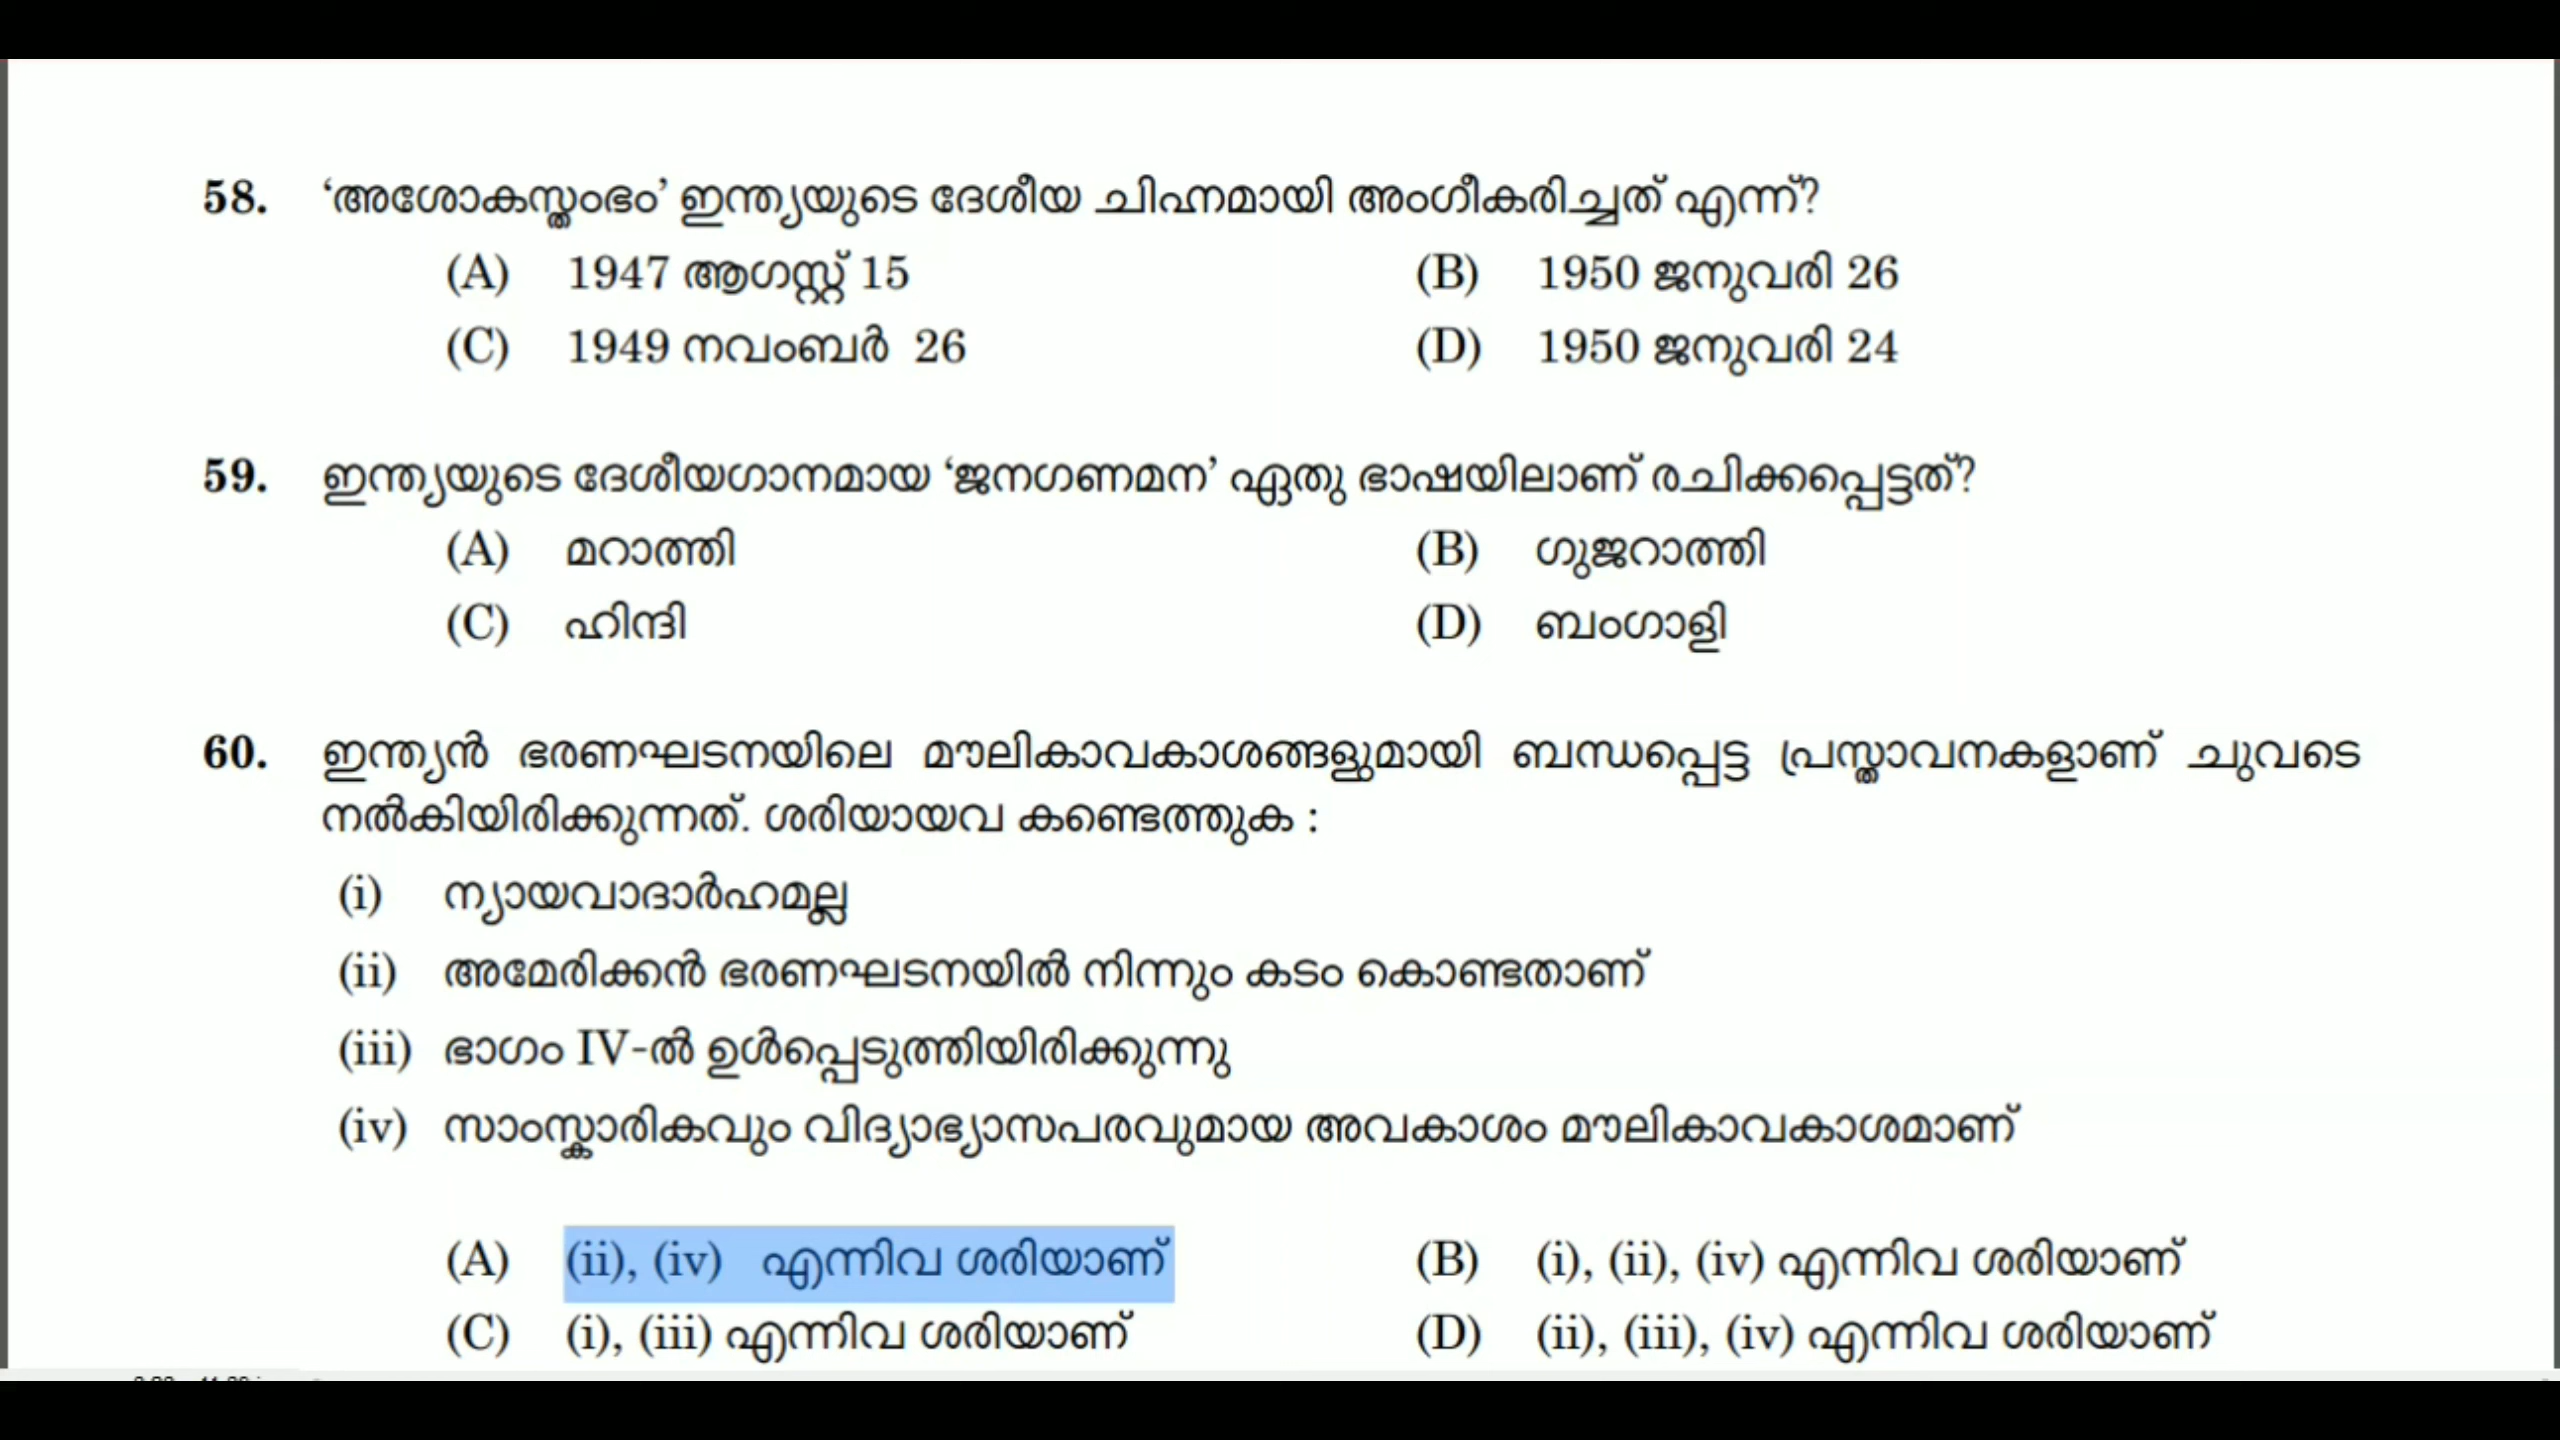 58. ‘അശോകസ്തംഭം’ ഇന്ത്യയുടെ ദേശീയ ചിഹ്നമായി അംഗീകരിച്ചത് എന്ന്?
(A) 1947 ആഗസ്റ്റ് 15 (B) 1950 ജനുവരി 26
(C) 1949 നവംബർ 26 (D) 1950 ജനുവരി 24
59. ഇന്ത്യയുടെ ദേശീയഗാനമായ ‘ജനഗണമന’ ഏതു ഭാഷയിലാണ് രചിക്കപ്പെട്ടത്?
(A) മറാത്തി (B) ഗുജറാത്തി
(C) ഹിന്ദി (D) ബംഗാളി
60. ഇന്ത്യൻ ഭരണഘടനയിലെ മൗലികാവകാശങ്ങളുമായി ബന്ധപ്പെട്ട പ്രസ്താവനകളാണ് ചുവടെ
നൽകിയിരിക്കുന്നത്. ശരിയായവ കണ്ടെത്തുക :
(i) ന്യായവാദാർഹമല്ല
(ii) അമേരിക്കൻ ഭരണഘടനയിൽ നിന്നും കടം കൊണ്ടതാണ്
(iii) ഭാഗം IV-ൽ ഉൾപ്പെടുത്തിയിരിക്കുന്നു
(iv) സാംസ്കാരികവും വിദ്യാഭ്യാസപരവുമായ അവകാശം മൗലികാവകാശമാണ്
(A) (ii), (iv) എന്നിവ ശരിയാണ് (B) (i), (ii), (iv) എന്നിവ ശരിയാണ്
(C) (i), (iii) എന്നിവ ശരിയാണ് (D) (ii), (iii), (iv) എന്നിവ ശരിയാണ്